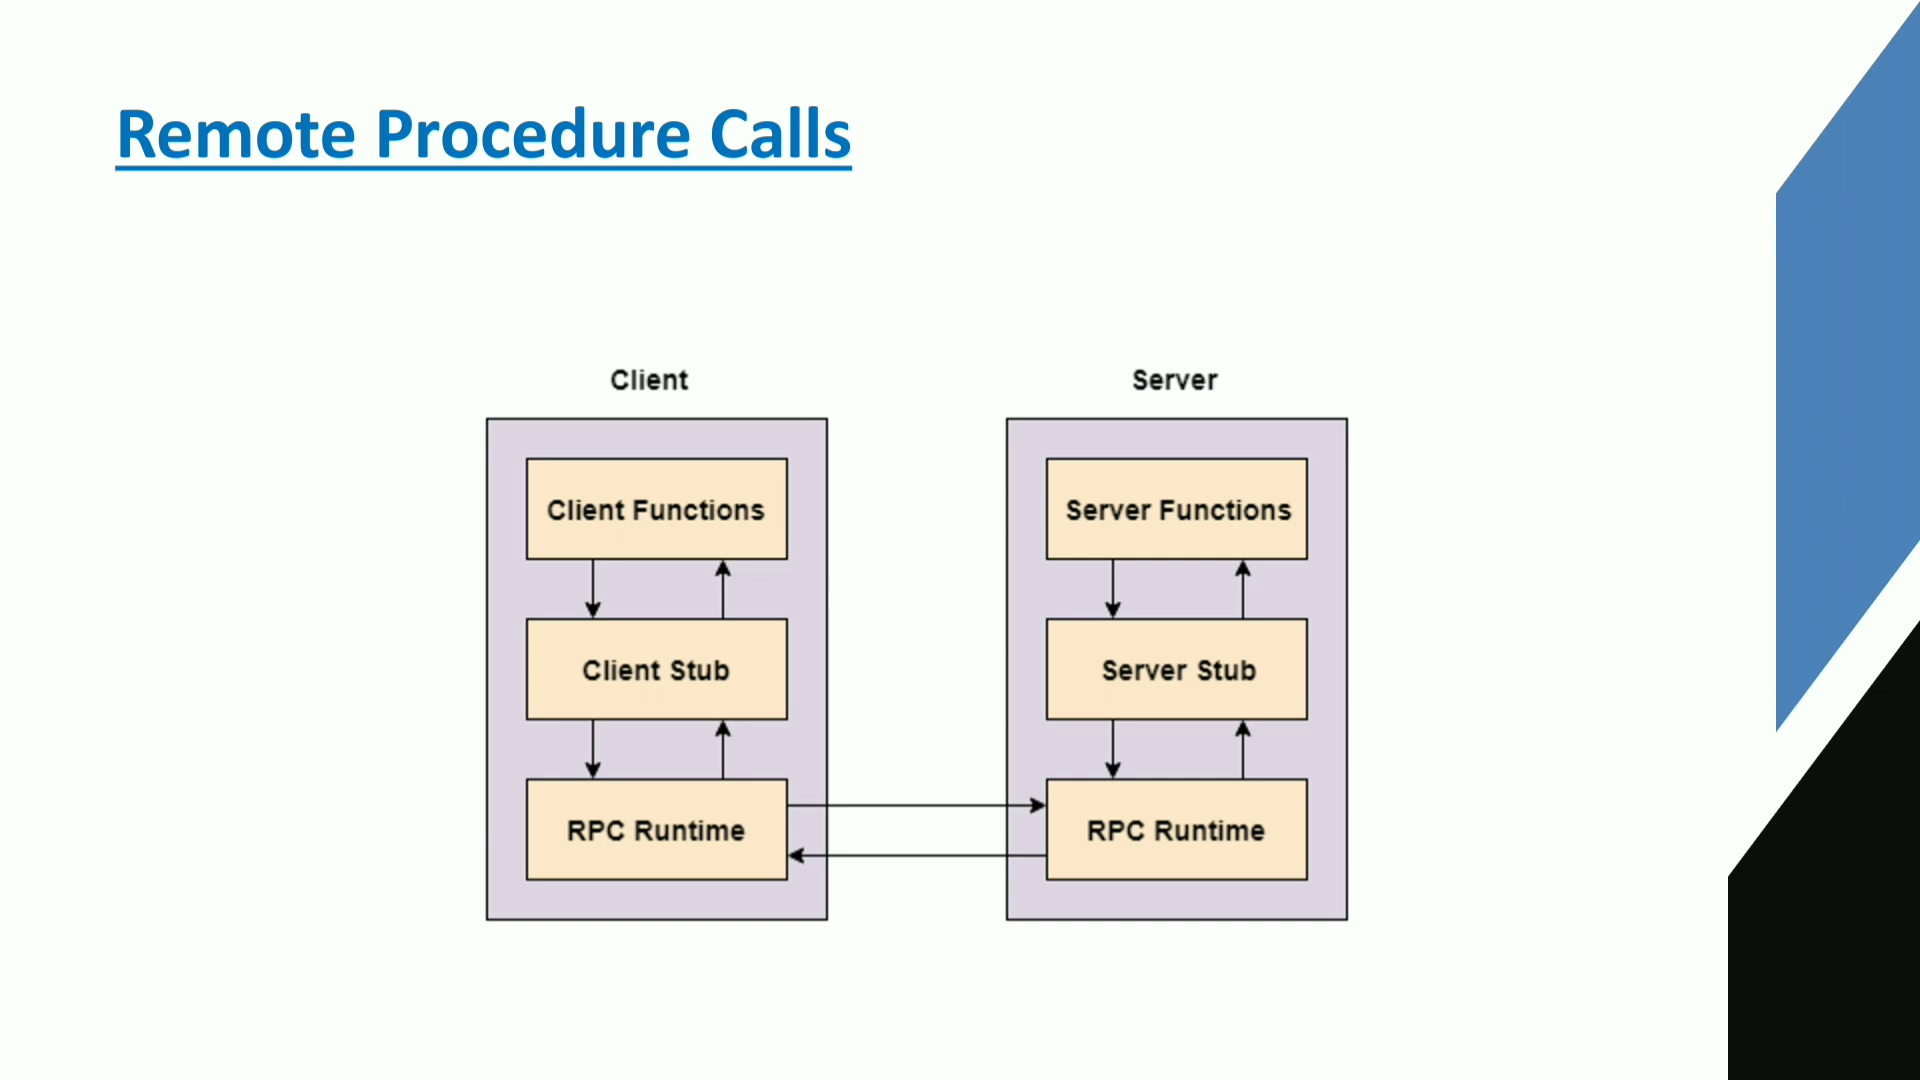 Remote Procedure Calls
Client
Server
Client Functions
Server Functions
Client Stub
Server Stub
RPC Runtime
RPC Runtime